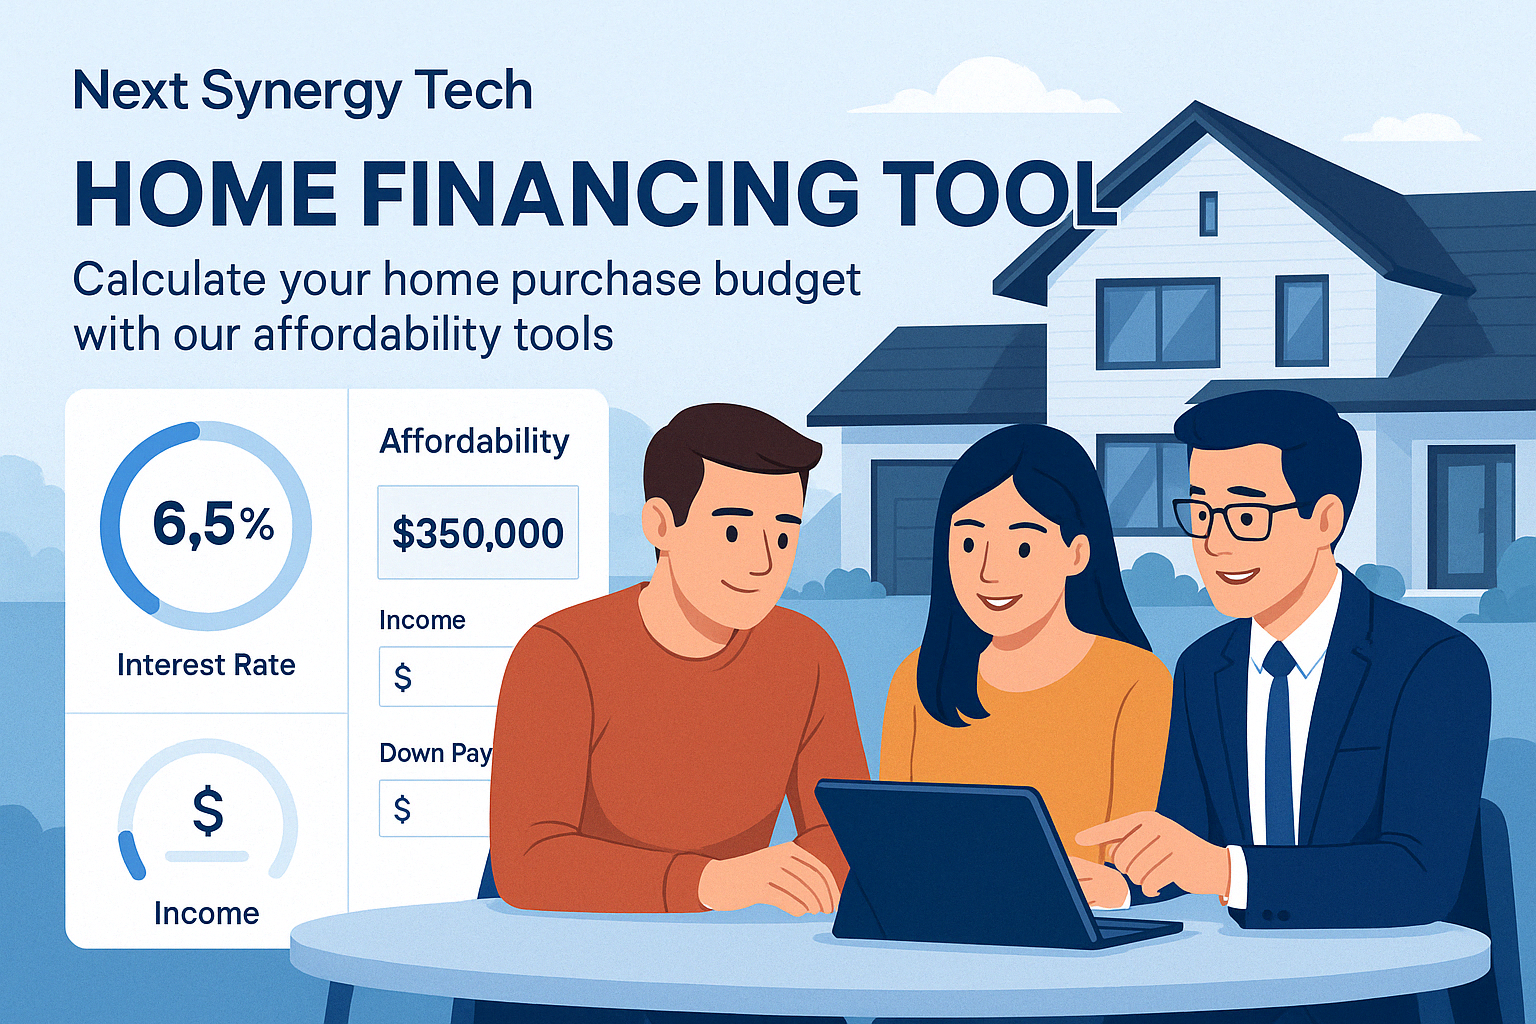 Next Synergy Tech
HOME FINANCING TOOL
Calculate your home purchase budget
with our affordability tools
6,5%
Interest Rate
$
Income
Affordability
$350,000
Income
$
Down Pay
$